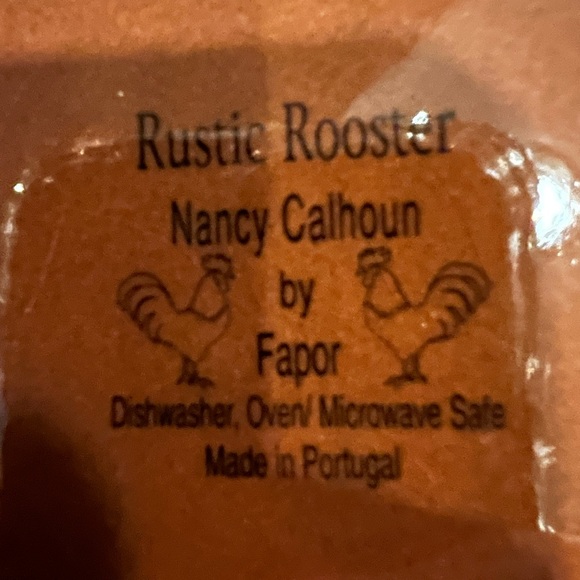 Rustic Rooster
Nancy Calhoun
by
Fapor
Dishwasher, Oven/ Microwave Safe
Made in Portugal